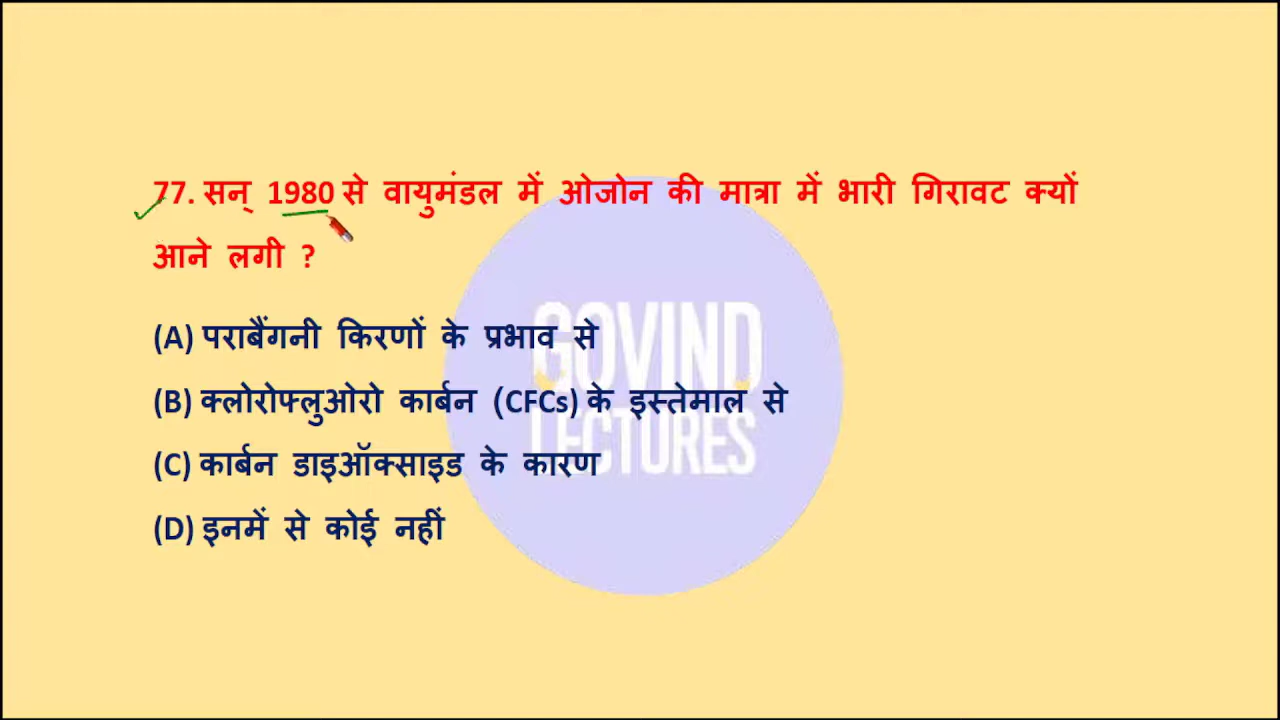 77. सन् 1980 से वायुमंडल में ओजोन की मात्रा में भारी गिरावट क्यों
आने लगी ?
(A) पराबैंगनी किरणों के प्रभाव से
(B) क्लोरोफ्लुओरो कार्बन (CFCs) के इस्तेमाल से
(C) कार्बन डाइऑक्साइड के कारण
(D) इनमें से कोई नहीं
GOVIND
LECTURES